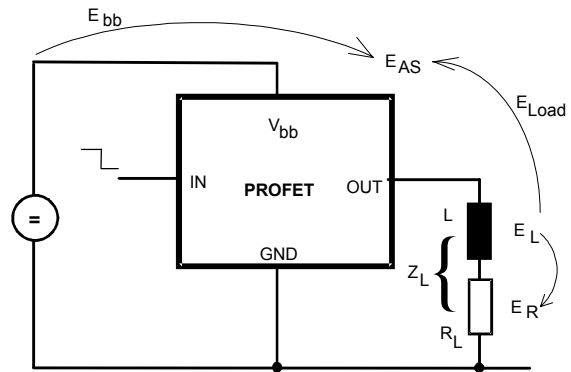 E bb
E AS
E Load
V bb
IN
PROFET
OUT
=
L
E L
GND
Z L
{
E R
R L